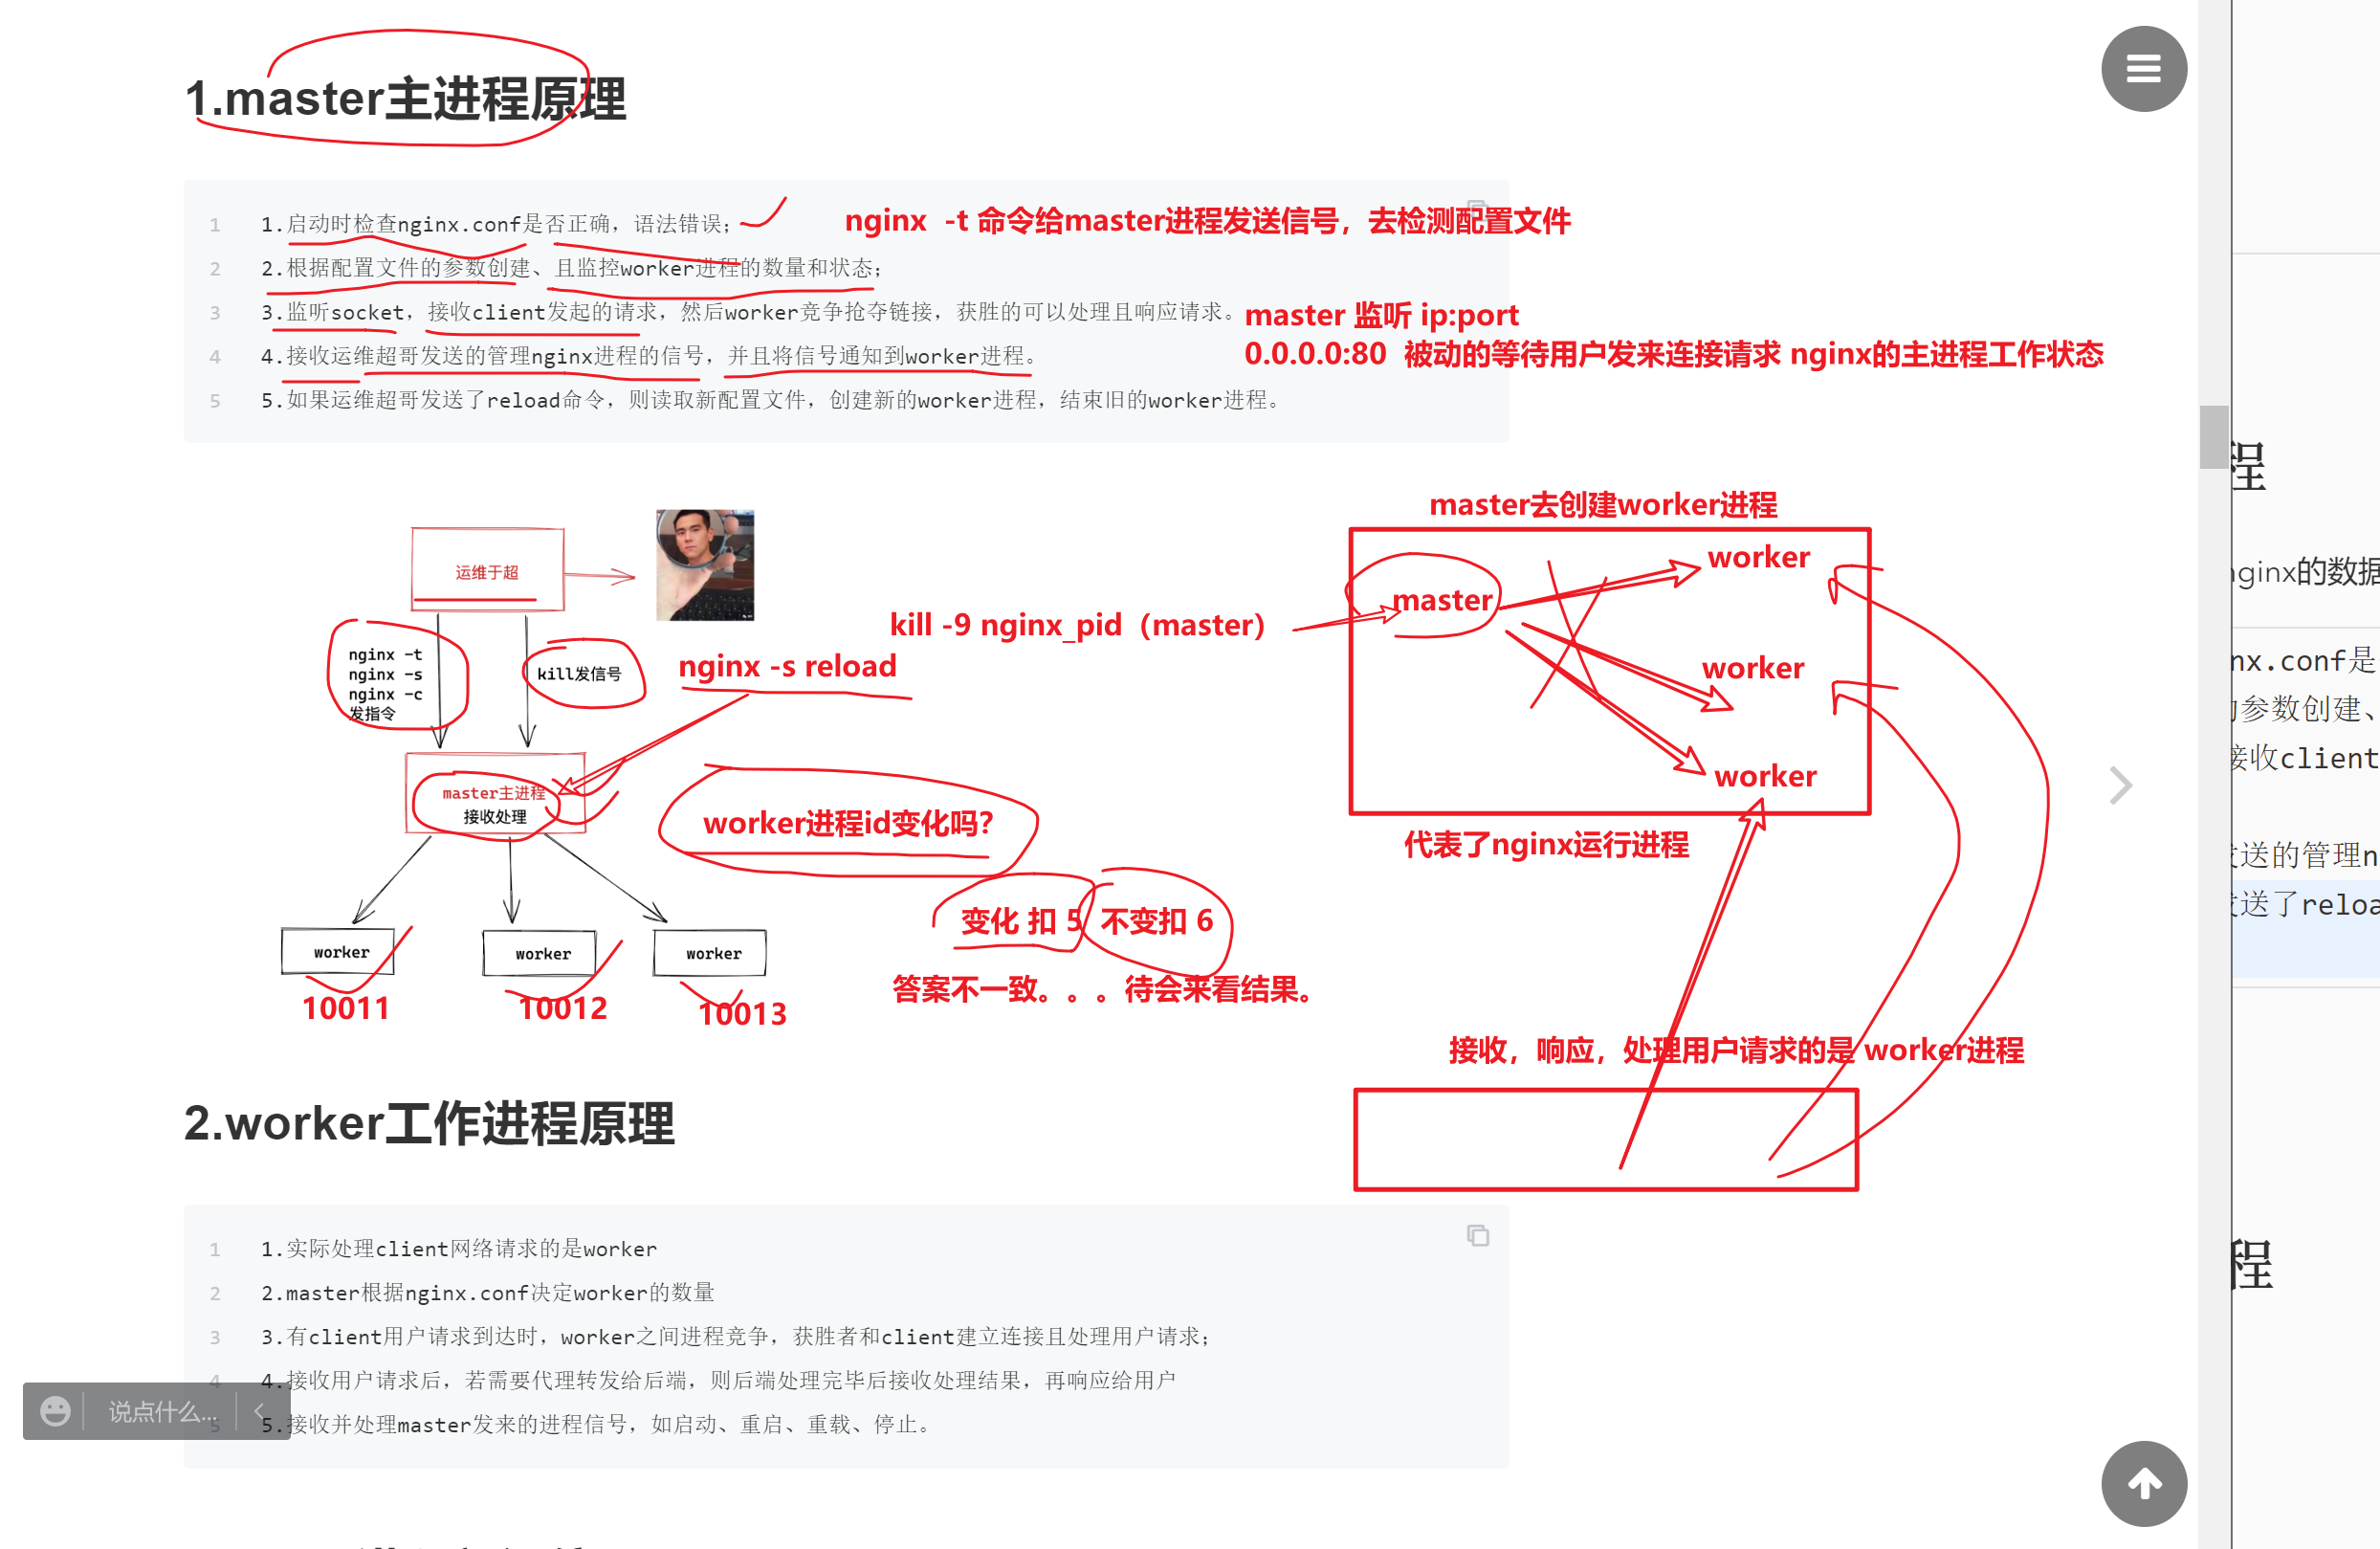 1.master主进程原理
1 1.启动时检查nginx.conf是否正确，语法错误；
nginx -t 命令给master进程发送信号，去检测配置文件
2 2.根据配置文件的参数创建、且监控worker进程的数量和状态；
3 3.监听socket，接收client发起的请求，然后worker竞争抢夺链接，获胜的可以处理且响应请求。
master 监听 ip:port
4 4.接收运维超哥发送的管理nginx进程的信号，并且将信号通知到worker进程。
0.0.0.0:80 被动的等待用户发来连接请求 nginx的主进程工作状态
5 5.如果运维超哥发送了reload命令，则读取新配置文件，创建新的worker进程，结束旧的worker进程。
运维于超
nginx -t
nginx -s
nginx -c
发指令
kill发信号
nginx -s reload
kill -9 nginx_pid（master）
master主进程
接收处理
worker进程id变化吗？
worker
worker
worker
10011
10012
10013
变化 扣 5
不变扣 6
答案不一致。。。待会来看结果。
master去创建worker进程
master
worker
worker
worker
代表了nginx运行进程
接收，响应，处理用户请求的是 worker进程
2.worker工作进程原理
1 1.实际处理client网络请求的是worker
2 2.master根据nginx.conf决定worker的数量
3 3.有client用户请求到达时，worker之间进程竞争，获胜者和client建立连接且处理用户请求；
4 4.接收用户请求后，若需要代理转发给后端，则后端处理完毕后接收处理结果，再响应给用户
5 5.接收并处理master发来的进程信号，如启动、重启、重载、停止。
说点什么...
程
nginx的数据
nx.conf是
的参数创建、
接收client
发送的管理n
发送了reloa
程